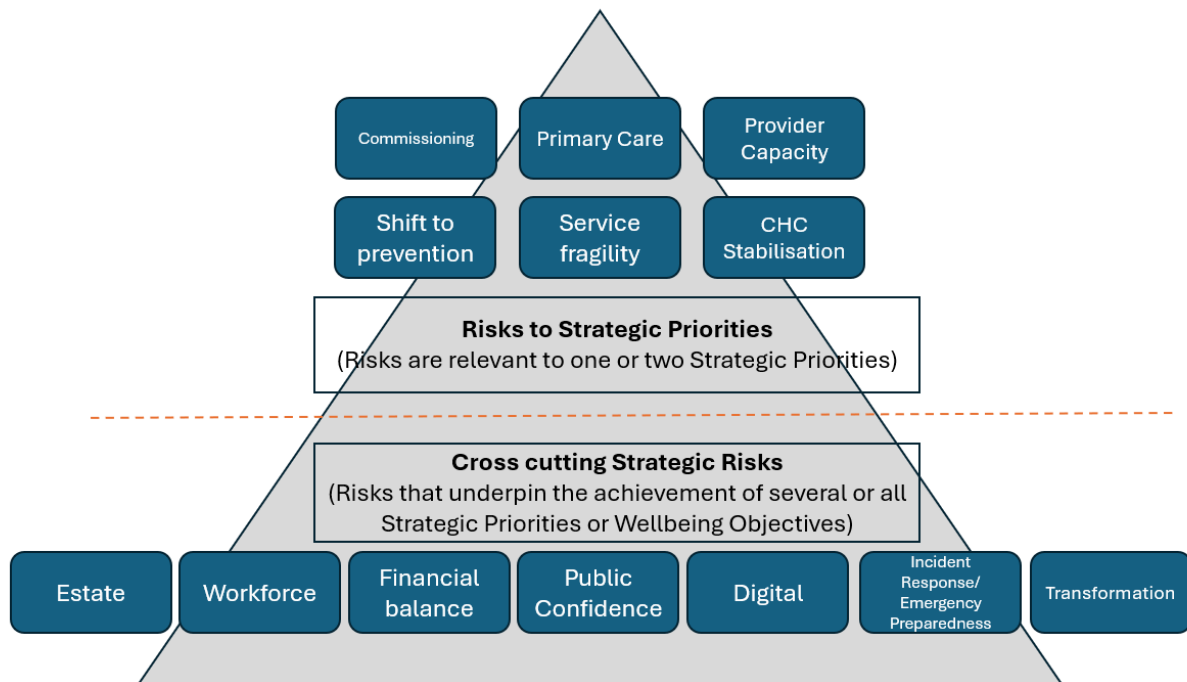 Commissioning
Primary Care
Provider
Capacity
Shift to
prevention
Service
fragility
CHC
Stabilisation
Risks to Strategic Priorities
(Risks are relevant to one or two Strategic Priorities)
Cross cutting Strategic Risks
(Risks that underpin the achievement of several or all
Strategic Priorities or Wellbeing Objectives)
Estate
Workforce
Financial
balance
Public
Confidence
Digital
Incident
Response/
Emergency
Preparedness
Transformation